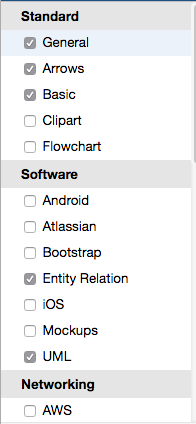 Standard
General
Arrows
Basic
Clipart
Flowchart
Software
Android
Atlassian
Bootstrap
Entity Relation
iOS
Mockups
UML
Networking
AWS